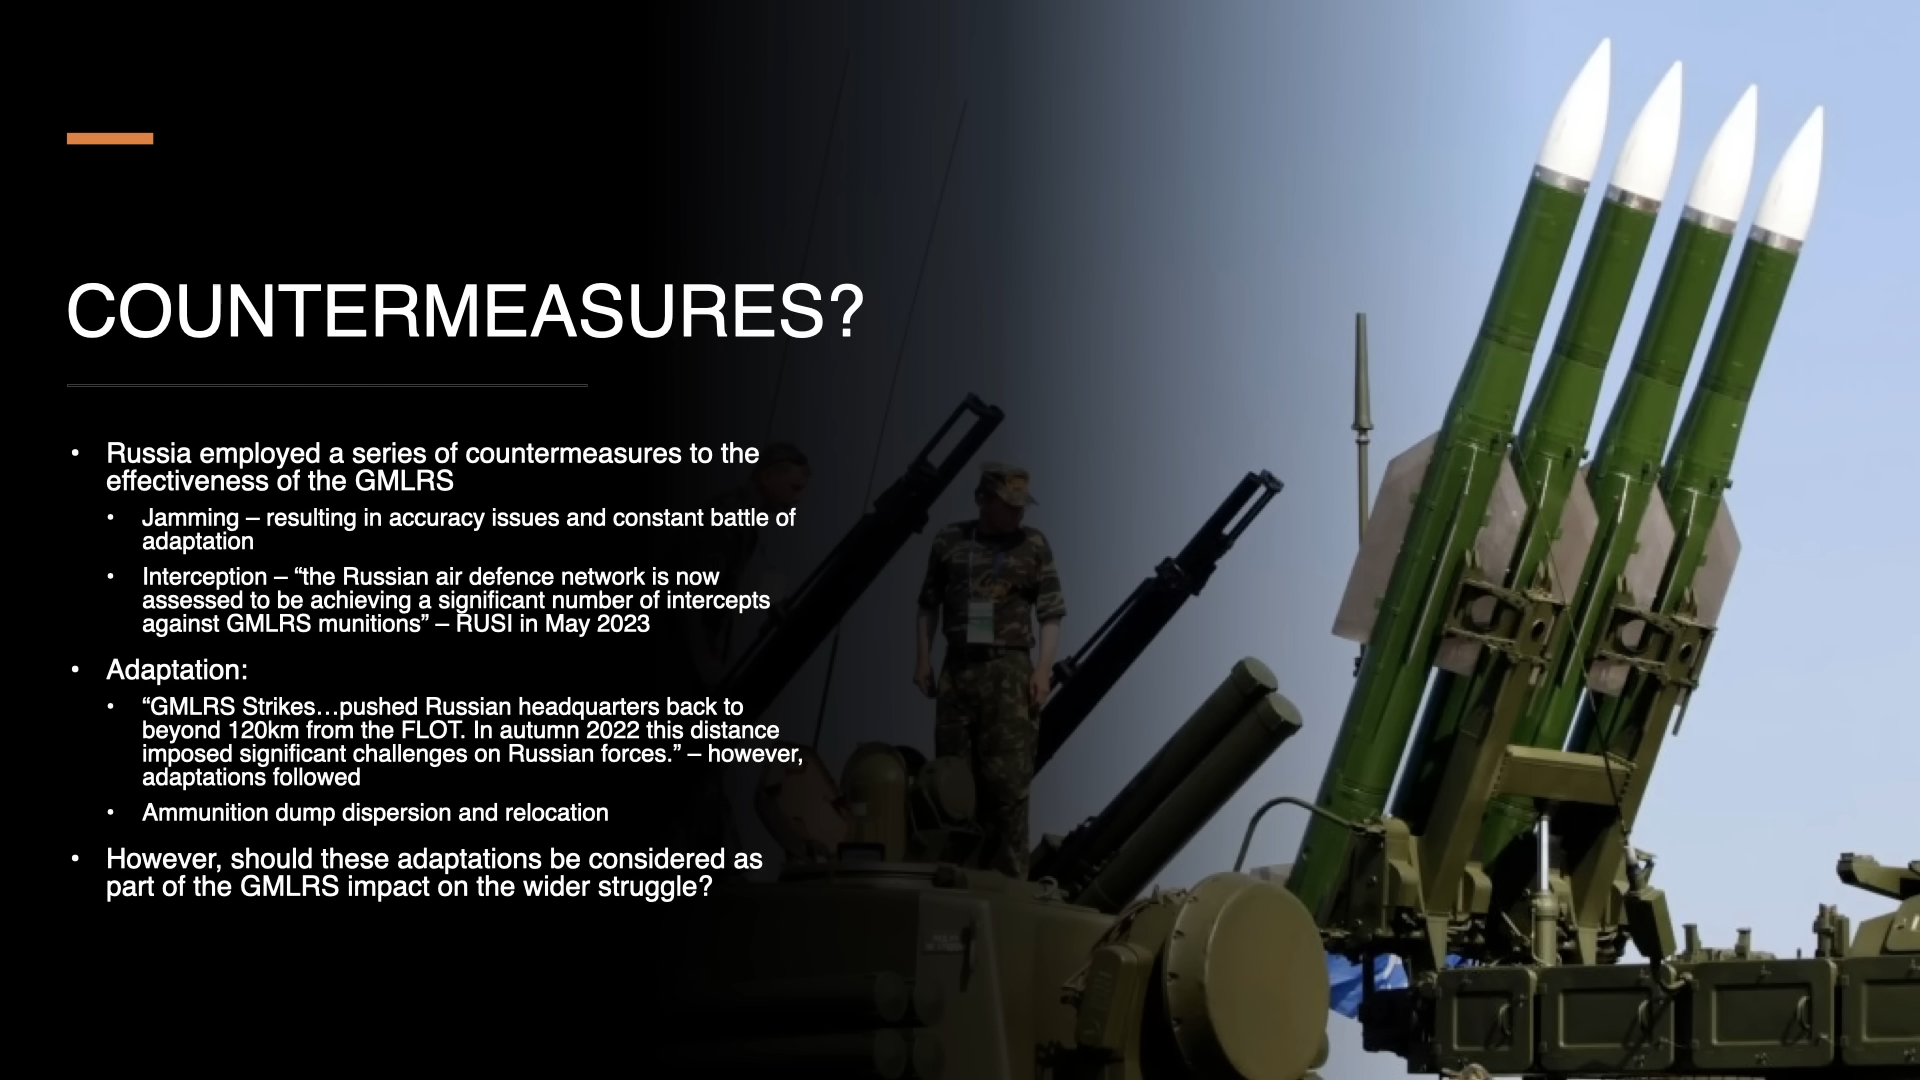 COUNTERMEASURES?
• Russia employed a series of countermeasures to the
effectiveness of the GMLRS
• Jamming – resulting in accuracy issues and constant battle of
adaptation
• Interception – “the Russian air defence network is now
assessed to be achieving a significant number of intercepts
against GMLRS munitions” – RUSI in May 2023
• Adaptation:
• “GMLRS Strikes…pushed Russian headquarters back to
beyond 120km from the FLOT. In autumn 2022 this distance
imposed significant challenges on Russian forces.” – however,
adaptations followed
• Ammunition dump dispersion and relocation
• However, should these adaptations be considered as
part of the GMLRS impact on the wider struggle?